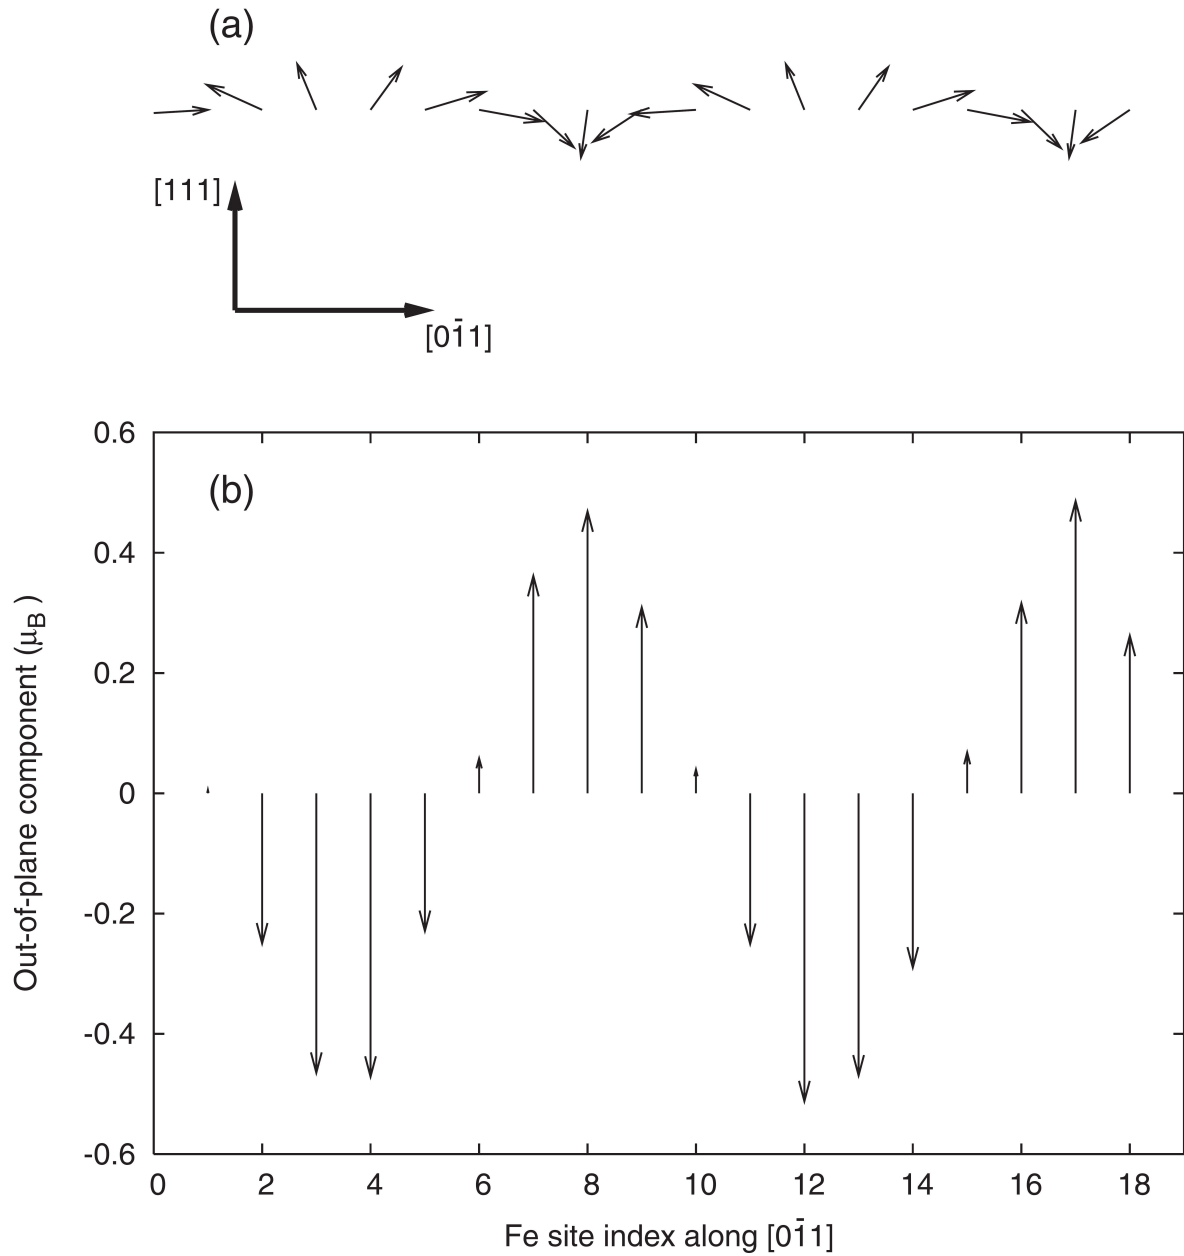 (a)
[111]
[01̄1]
(b)
0.6
0.4
0.2
0
-0.2
-0.4
-0.6
Out-of-plane component (μB)
0 2 4 6 8 10 12 14 16 18
Fe site index along [01̄1]